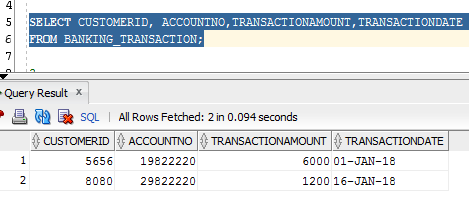 4
5 SELECT CUSTOMERID, ACCOUNTNO,TRANSACTIONAMOUNT,TRANSACTIONDATE
6 FROM BANKING_TRANSACTION;
7
Query Result x
SQL | All Rows Fetched: 2 in 0.094 seconds
CUSTOMERID ACCOUNTNO TRANSACTIONAMOUNT TRANSACTIONDATE
1 5656 19822220 6000 01-JAN-18
2 8080 29822220 1200 16-JAN-18